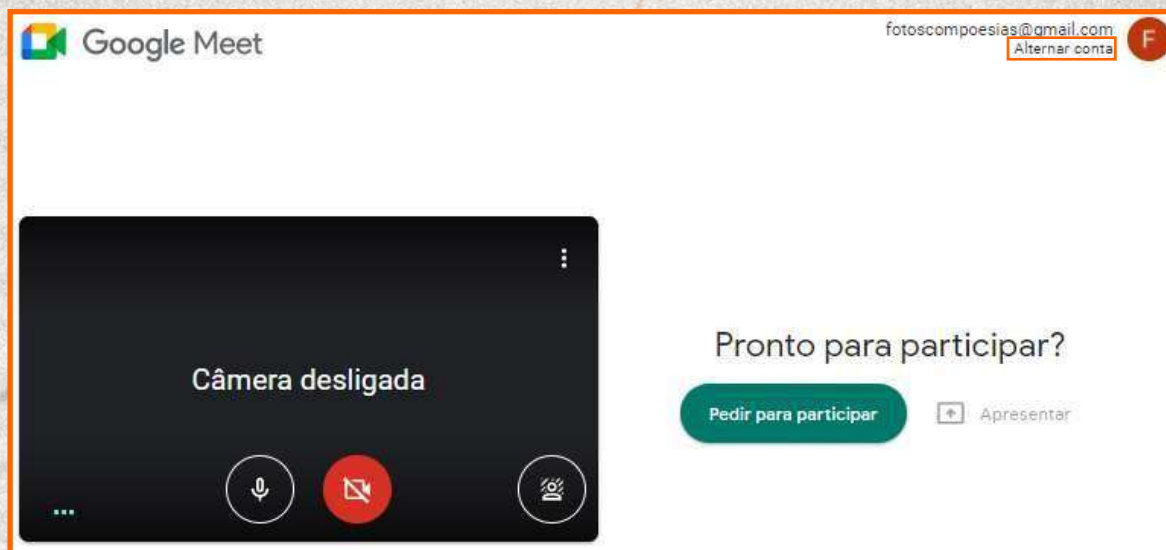 Google Meet
fotoscompoesias@gmail.com
Alternar conta
F
Câmera desligada
Pronto para participar?
Pedir para participar
Apresentar